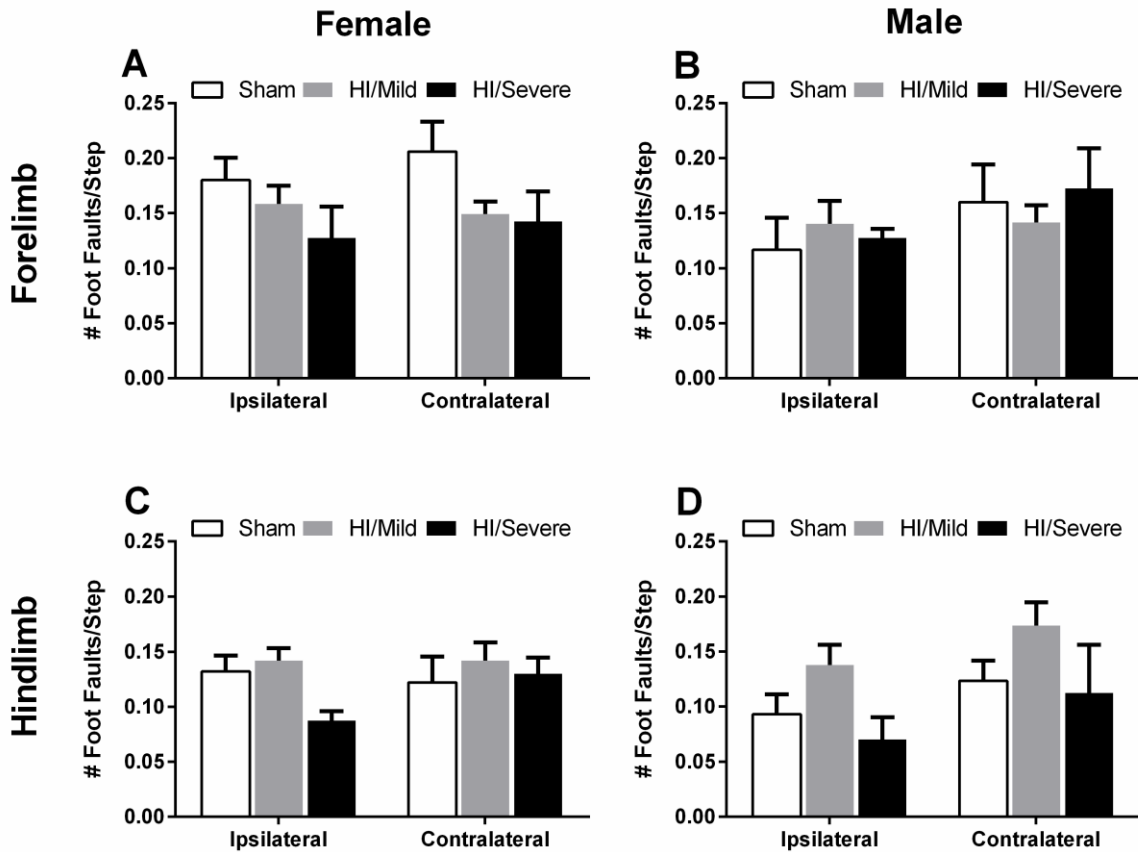 Female
Male
A
Sham HI/Mild HI/Severe
0.25
0.20
0.15
0.10
0.05
0.00
# Foot Faults/Step
Forelimb
Ipsilateral
Contralateral
B
Sham HI/Mild HI/Severe
0.25
0.20
0.15
0.10
0.05
0.00
# Foot Faults/Step
Ipsilateral
Contralateral
C
Sham HI/Mild HI/Severe
0.25
0.20
0.15
0.10
0.05
0.00
# Foot Faults/Step
Hindlimb
Ipsilateral
Contralateral
D
Sham HI/Mild HI/Severe
0.25
0.20
0.15
0.10
0.05
0.00
# Foot Faults/Step
Ipsilateral
Contralateral